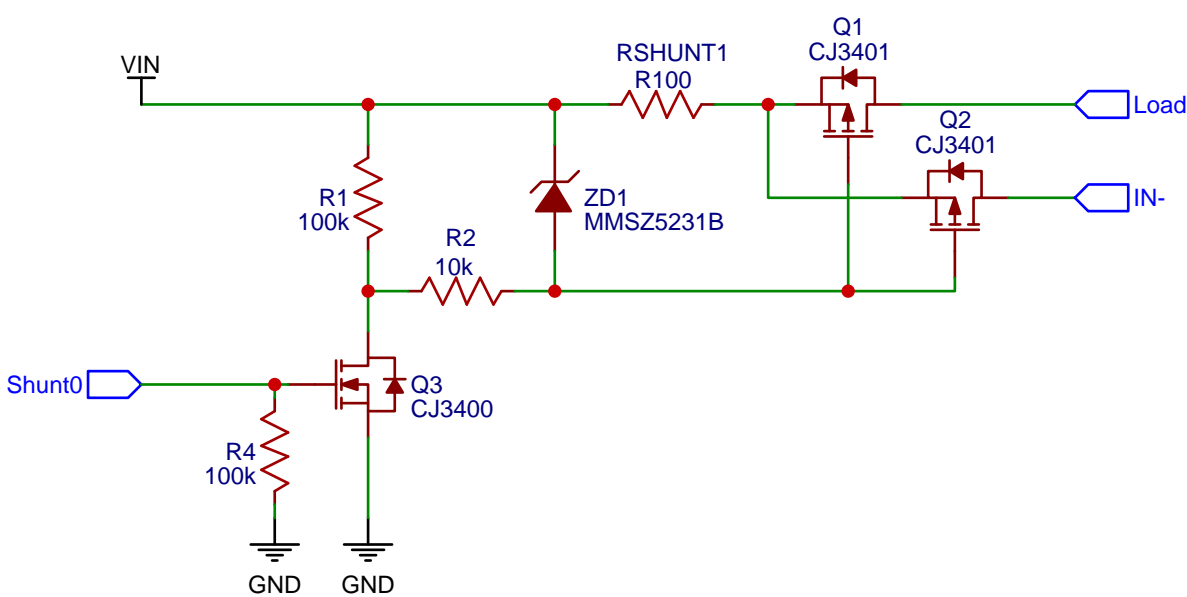 Q1
CJ3401
RSHUNT1
R100
VIN
Load
Q2
CJ3401
R1
100k
ZD1
MMSZ5231B
IN-
R2
10k
Shunt0
Q3
CJ3400
R4
100k
GND
GND